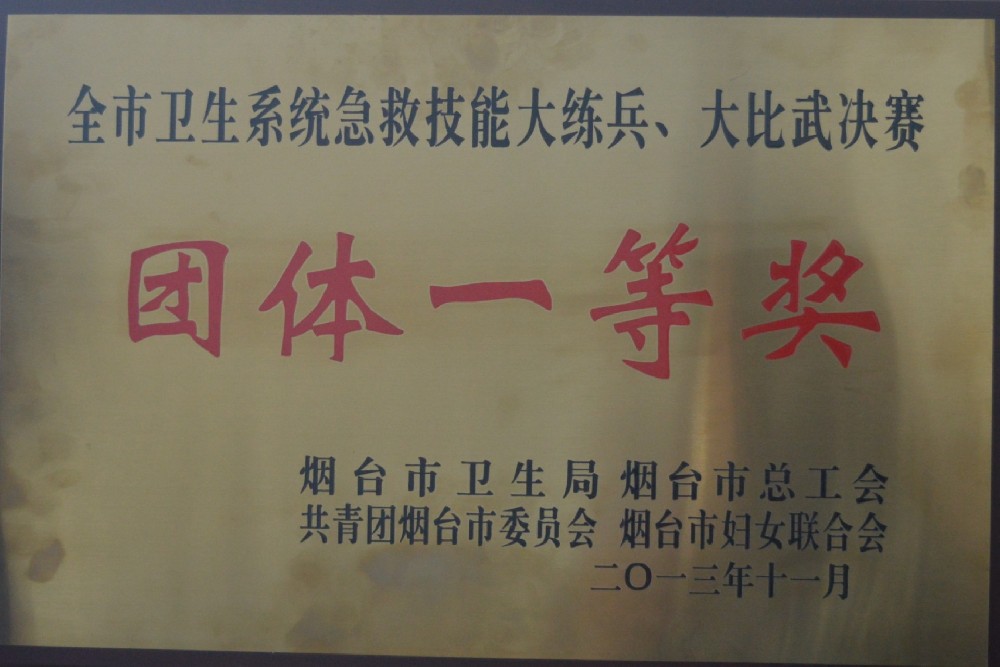 全市卫生系统急救技能大练兵、大比武决赛
团体一等奖
烟台市卫生局 烟台市总工会
共青团烟台市委员会 烟台市妇女联合会
二〇一三年十一月